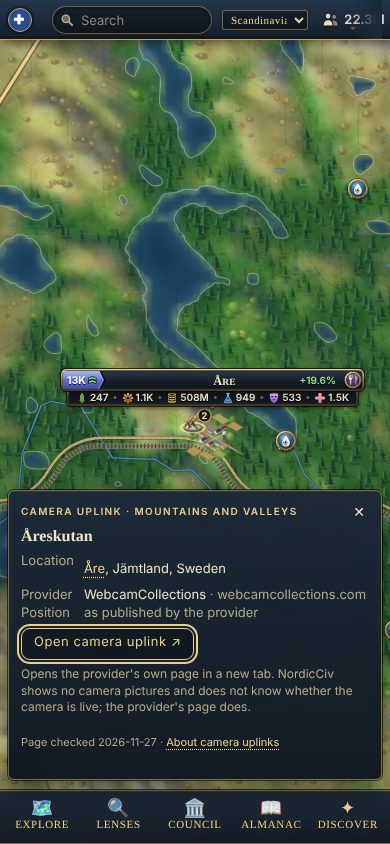 Search
Scandinavia
22.3
13K
Åre
+19.6%
247 • 1.1K • 508M • 949 • 533 • 1.5K
2
CAMERA UPLINK · MOUNTAINS AND VALLEYS
Åreskutan
Location Åre, Jämtland, Sweden
Provider WebcamCollections · webcamcollections.com
Position as published by the provider
Open camera uplink ↗
Opens the provider's own page in a new tab. NordicCiv
shows no camera pictures and does not know whether the
camera is live; the provider's page does.
Page checked 2026-11-27 · About camera uplinks
EXPLORE LENSES COUNCIL ALMANAC DISCOVER